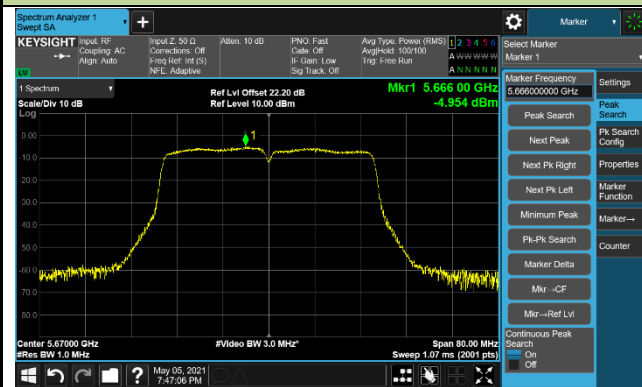 Spectrum Analyzer 1
Swept SA
Marker
KEYSIGHT
Input: RF
Coupling: AC
Align: Auto
Input Z: 50 Ω
Corrections: Off
Freq Ref: Int (S)
NFE: Adaptive
Atten: 10 dB
PNO: Fast
Gate: Off
IF Gain: Low
Sig Track: Off
Avg Type: Power (RMS)
Avg|Hold: 100/100
Trig: Free Run
1 2 3 4 5 6
A W W W W W
A N N N N N
Select Marker
Marker 1
1 Spectrum
Scale/Div 10 dB
Log
Ref Lvl Offset 22.20 dB
Ref Level 10.00 dBm
Mkr1 5.666 00 GHz
-4.954 dBm
1
0.00
-10.0
-20.0
-30.0
-40.0
-50.0
-60.0
-70.0
-80.0
Center 5.67000 GHz
#Res BW 1.0 MHz
#Video BW 3.0 MHz*
Span 80.00 MHz
Sweep 1.07 ms (2001 pts)
Marker Frequency
5.666000000 GHz
Peak Search
Next Peak
Next Pk Right
Next Pk Left
Minimum Peak
Pk-Pk Search
Marker Delta
Mkr→CF
Mkr→Ref Lvl
Continuous Peak
Search
On
Off
Settings
Peak
Search
Pk Search
Config
Properties
Marker
Function
Marker→
Counter
May 05, 2021
7:47:06 PM